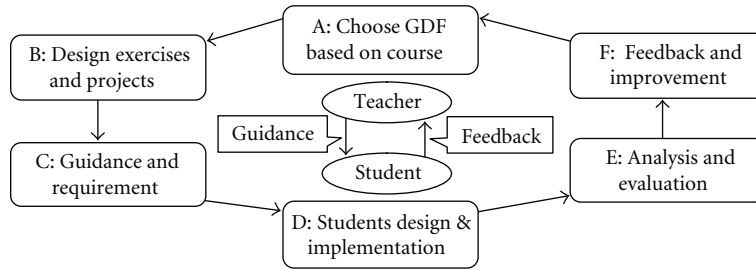 A: Choose GDF
based on course
B: Design exercises
and projects
F: Feedback and
improvement
Teacher
Guidance
Feedback
Student
C: Guidance and
requirement
E: Analysis and
evaluation
D: Students design &
implementation